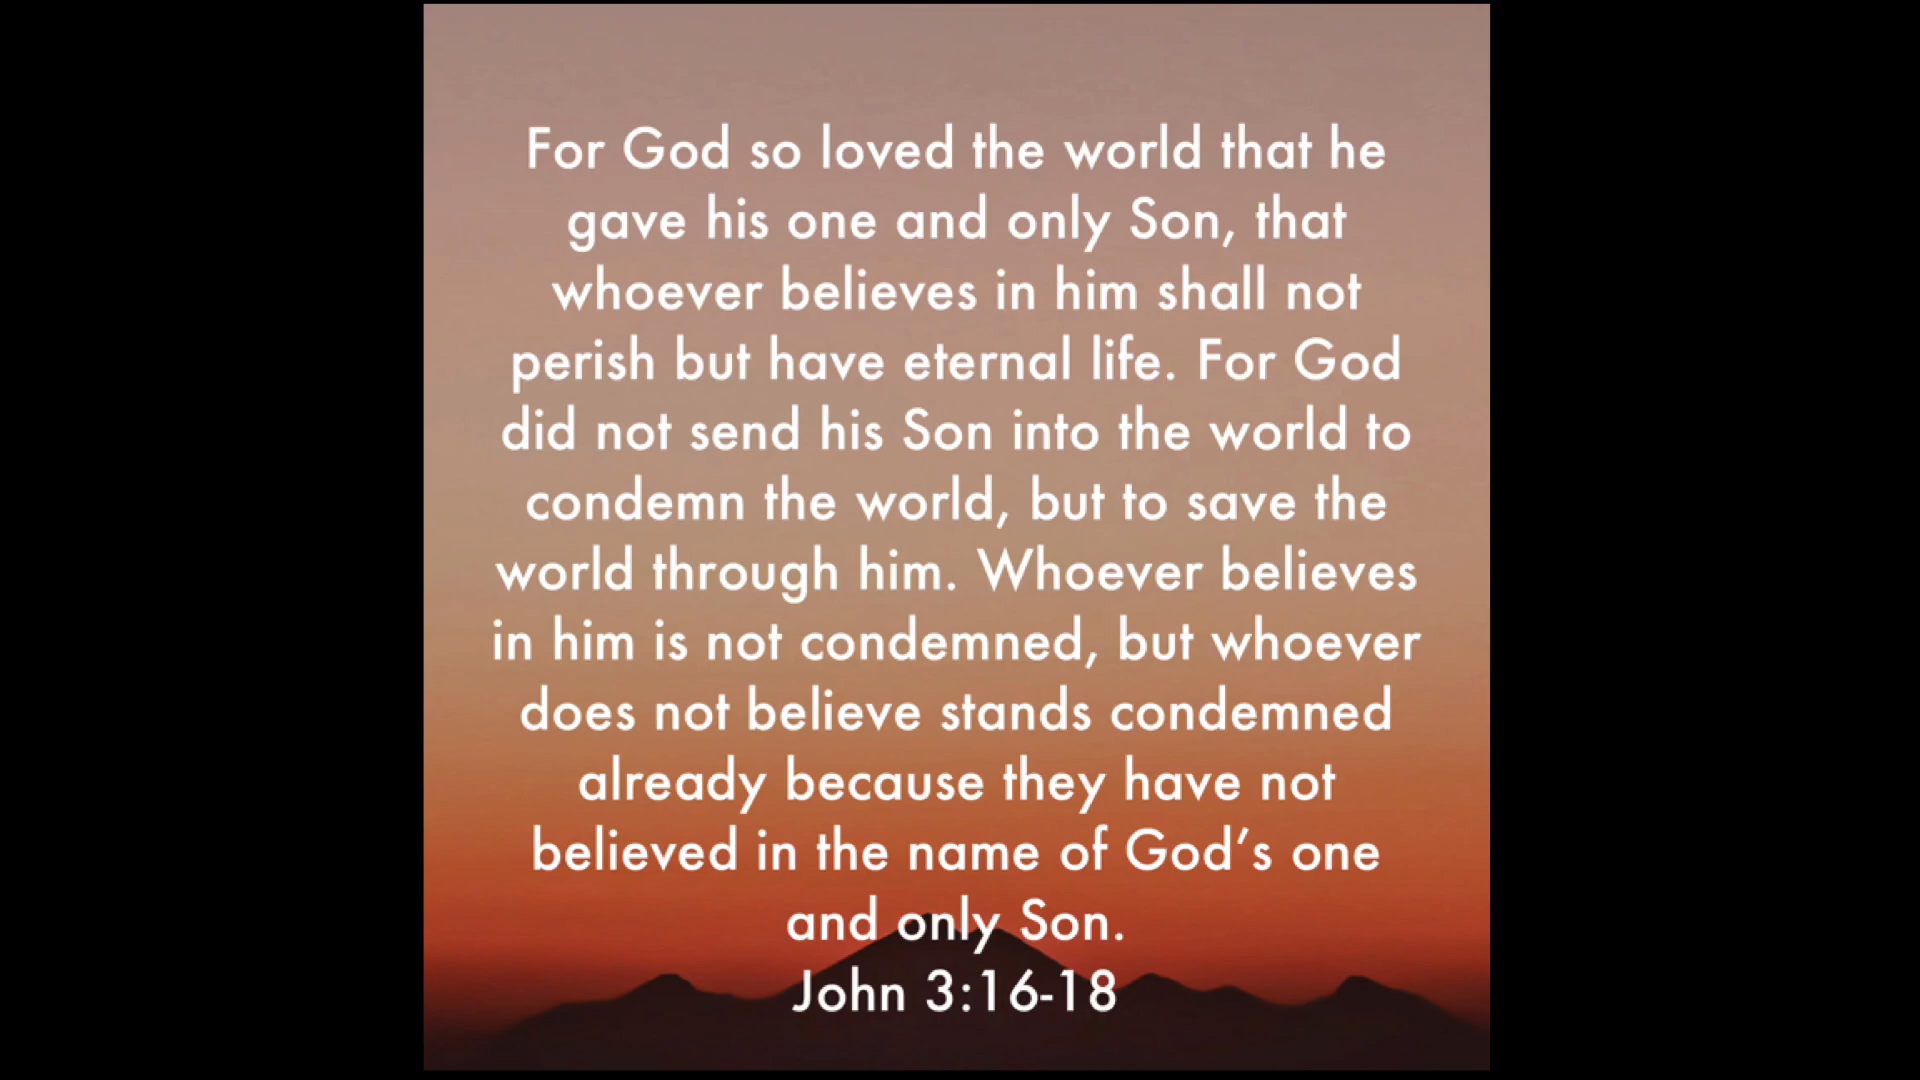 For God so loved the world that he
gave his one and only Son, that
whoever believes in him shall not
perish but have eternal life. For God
did not send his Son into the world to
condemn the world, but to save the
world through him. Whoever believes
in him is not condemned, but whoever
does not believe stands condemned
already because they have not
believed in the name of God’s one
and only Son.
John 3:16-18